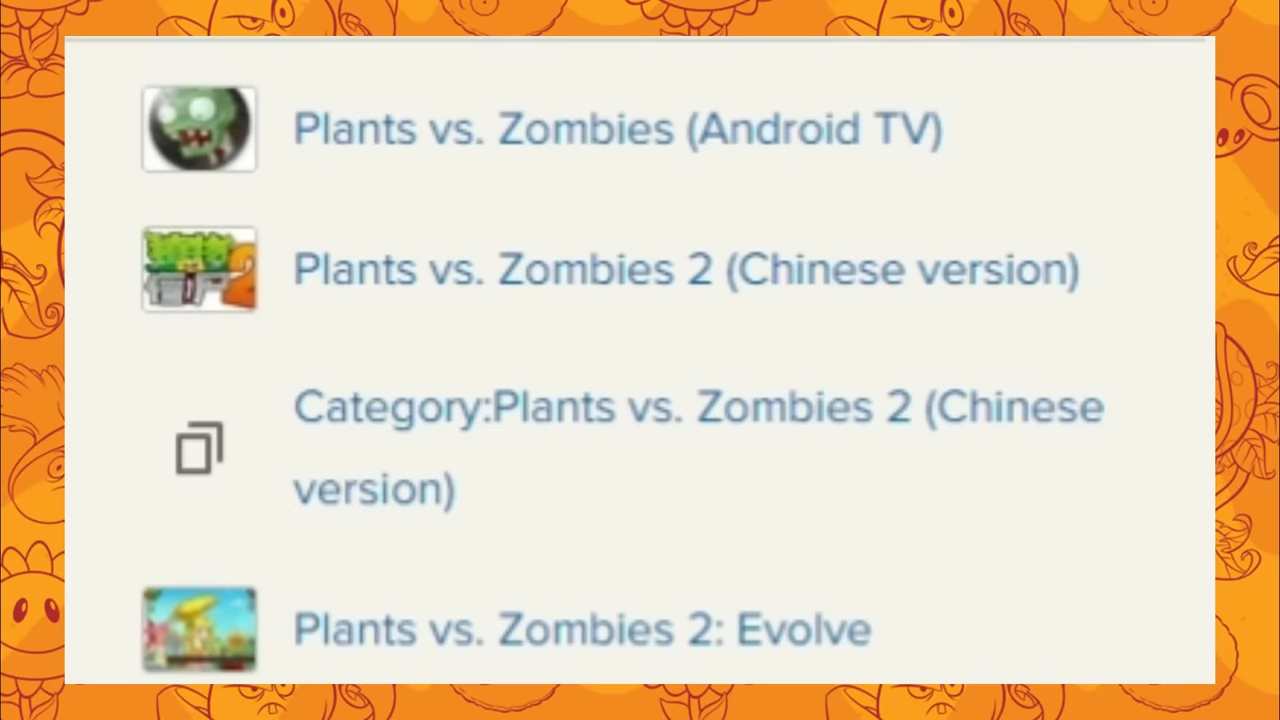 Plants vs. Zombies (Android TV)
Plants vs. Zombies 2 (Chinese version)
Category:Plants vs. Zombies 2 (Chinese
version)
Plants vs. Zombies 2: Evolve